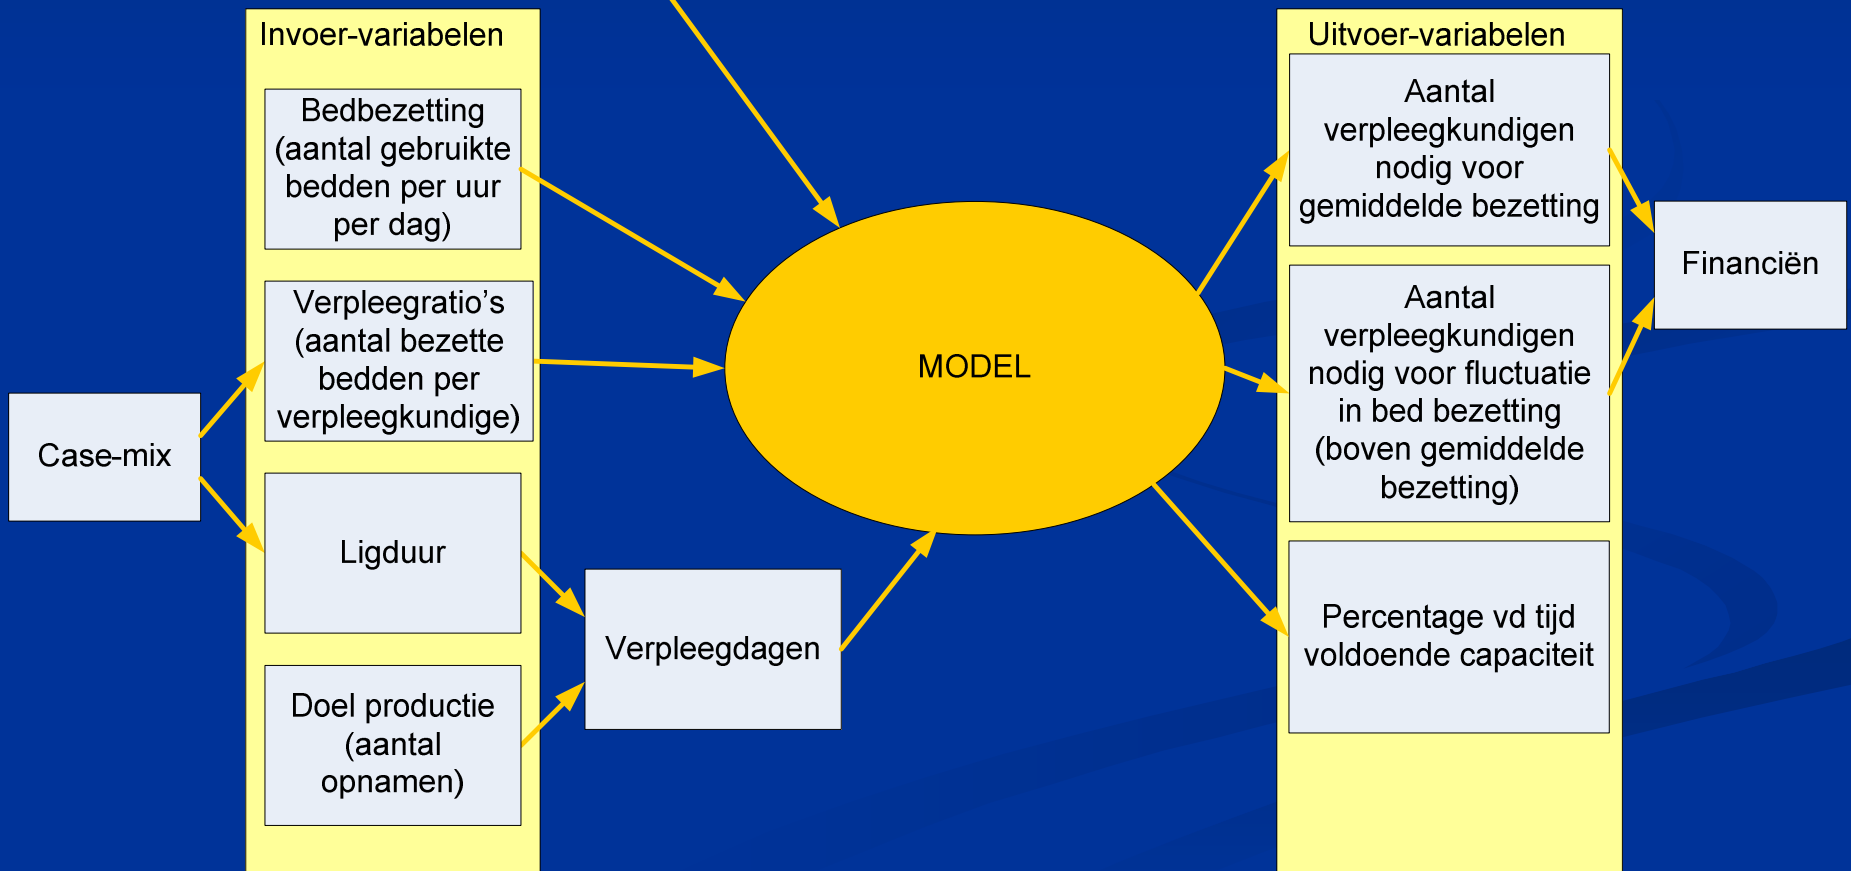 Invoer-variabelen
Bedbezetting
(aantal gebruikte
bedden per uur
per dag)
Verpleegratio’s
(aantal bezette
bedden per
verpleegkundige)
Case-mix
Ligduur
Doel productie
(aantal
opnamen)
Verpleegdagen
MODEL
Uitvoer-variabelen
Aantal
verpleegkundigen
nodig voor
gemiddelde bezetting
Aantal
verpleegkundigen
nodig voor fluctuatie
in bed bezetting
(boven gemiddelde
bezetting)
Percentage vd tijd
voldoende capaciteit
Financiën